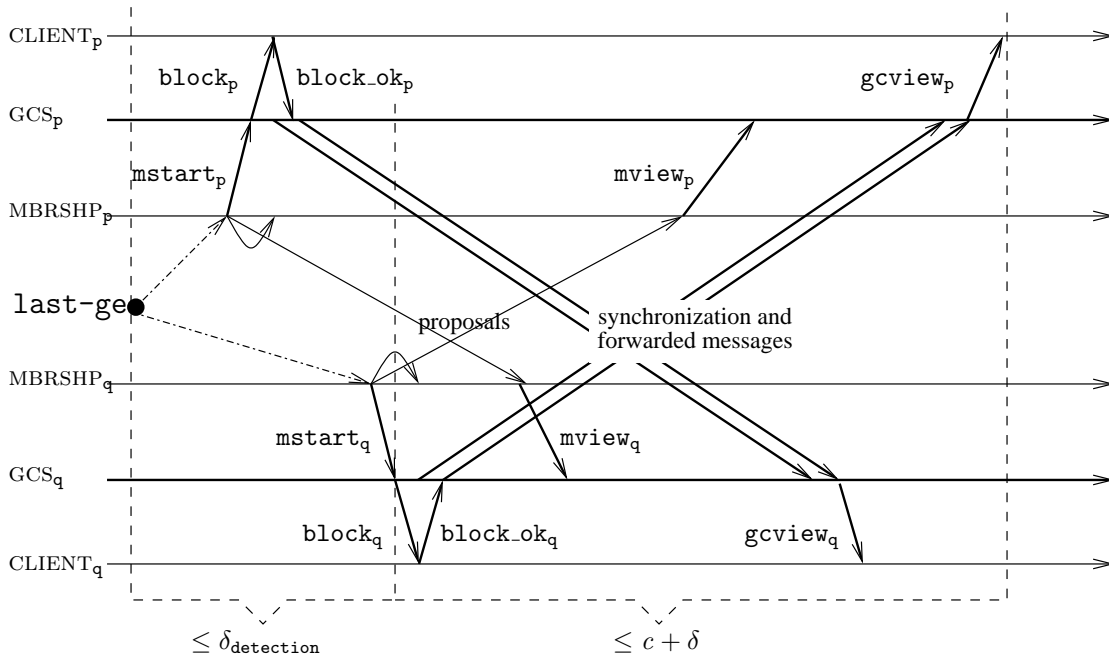 CLIENT_p
block_p block_ok_p gcview_p
GCS_p
mstart_p mview_p
MBRSHP_p
last-ge
proposals synchronization and
forwarded messages
MBRSHP_q
mstart_q mview_q
GCS_q
block_q block_ok_q gcview_q
CLIENT_q
≤ δ_detection ≤ c + δ